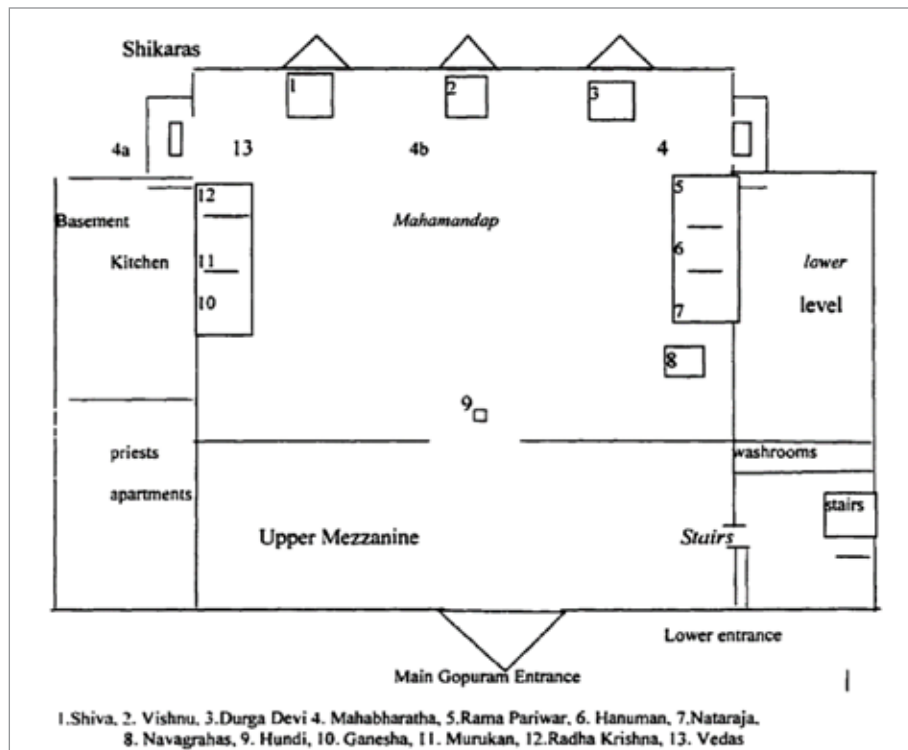 Shikaras
1 2 3
4a 13 4b 4
12 5
Basement Mahamandap
Kitchen 11 6 lower
10 7 level
8
9
priests washrooms
apartments stairs
Upper Mezzanine Stairs
Lower entrance
Main Gopuram Entrance
1.Shiva, 2. Vishnu, 3.Durga Devi 4. Mahabharatha, 5.Rama Pariwar, 6. Hanuman, 7.Nataraja,
8. Navagrahas, 9. Hundi, 10. Ganesha, 11. Murukan, 12.Radha Krishna, 13. Vedas